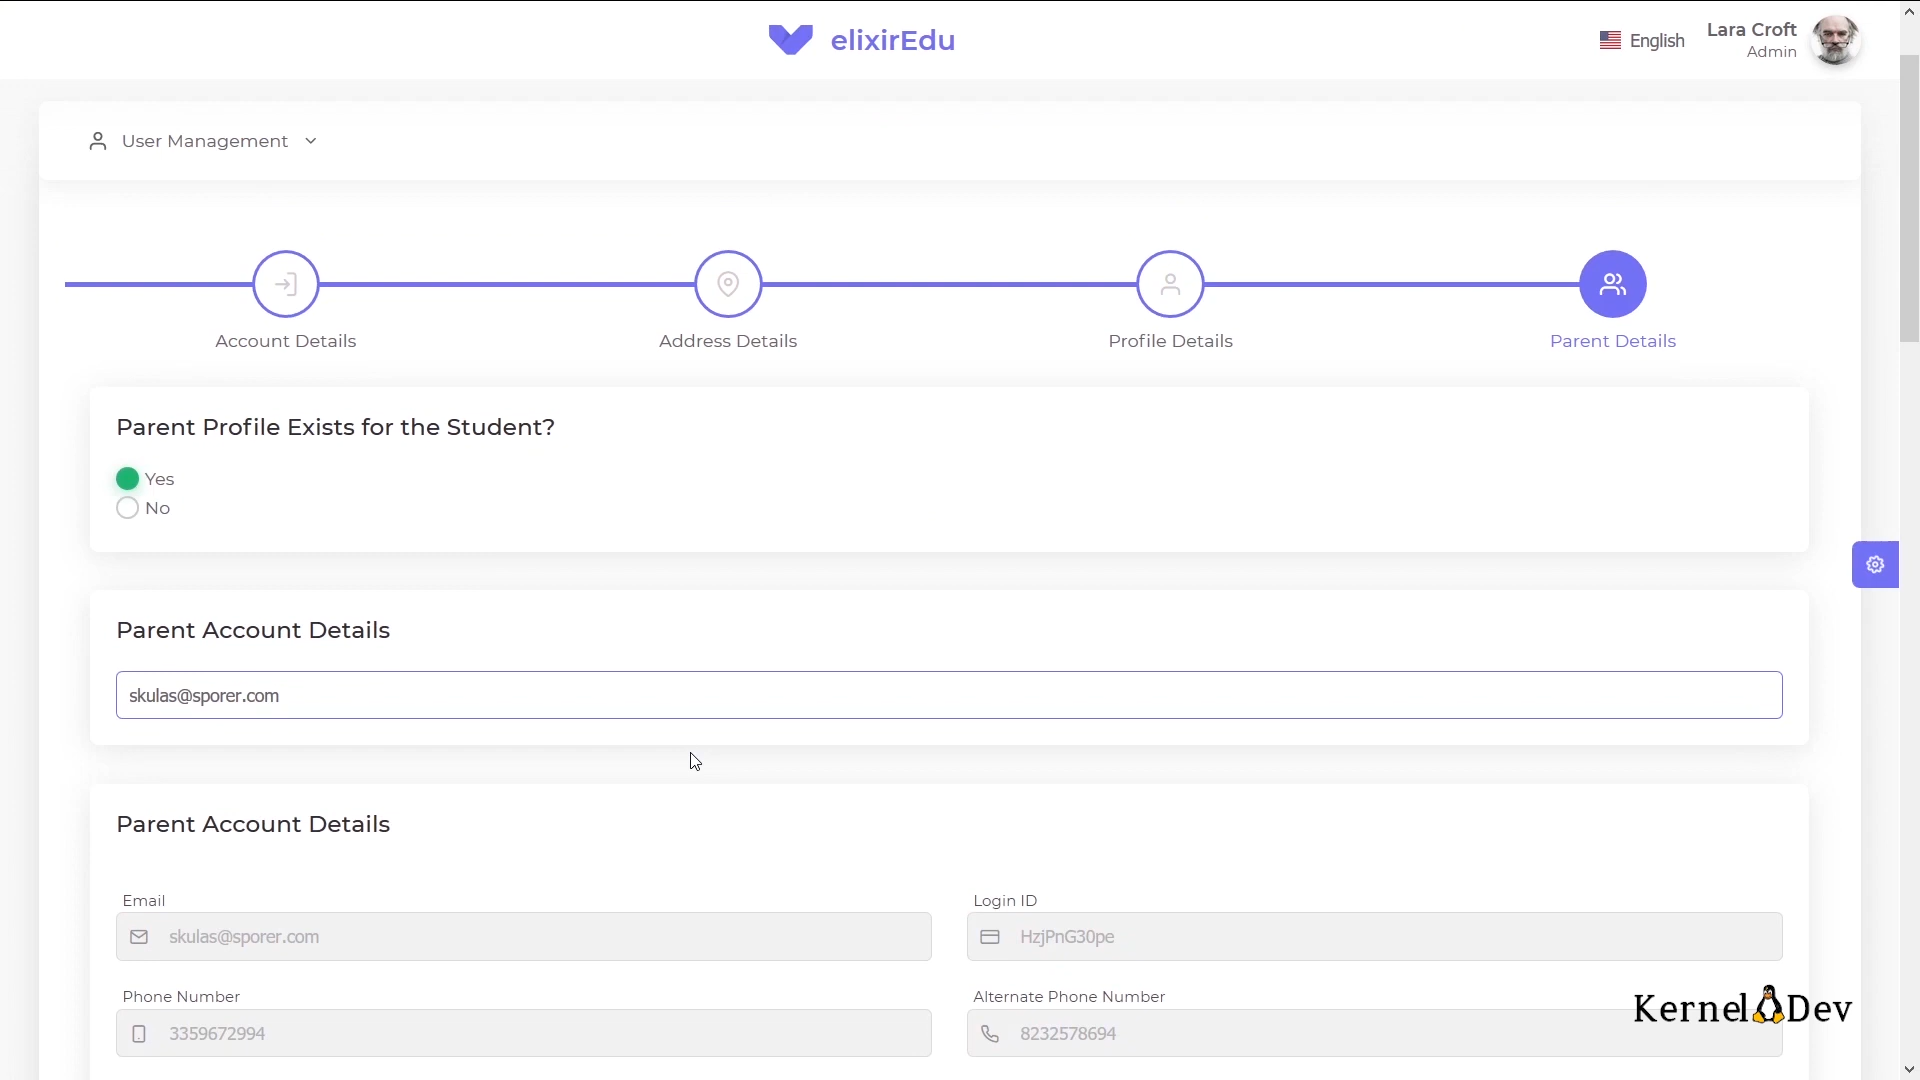 elixirEdu
English
Lara Croft
Admin
User Management
Account Details
Address Details
Profile Details
Parent Details
Parent Profile Exists for the Student?
Yes
No
Parent Account Details
skulas@sporer.com
Parent Account Details
Email
Login ID
skulas@sporer.com
HzjPnG30pe
Phone Number
Alternate Phone Number
3359672994
8232578694
Kernel Dev